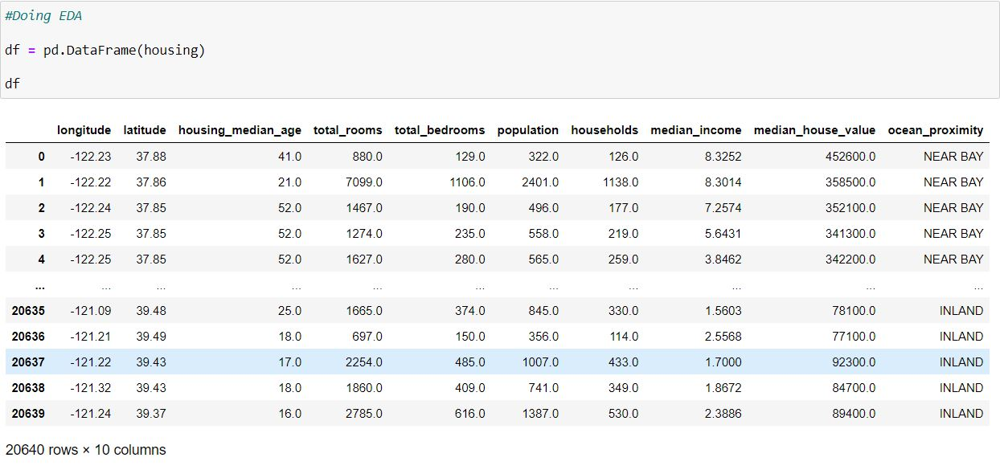 #Doing EDA
df = pd.DataFrame(housing)
df
longitude latitude housing_median_age total_rooms total_bedrooms population households median_income median_house_value ocean_proximity
0 -122.23 37.88 41.0 880.0 129.0 322.0 126.0 8.3252 452600.0 NEAR BAY
1 -122.22 37.86 21.0 7099.0 1106.0 2401.0 1138.0 8.3014 358500.0 NEAR BAY
2 -122.24 37.85 52.0 1467.0 190.0 496.0 177.0 7.2574 352100.0 NEAR BAY
3 -122.25 37.85 52.0 1274.0 235.0 558.0 219.0 5.6431 341300.0 NEAR BAY
4 -122.25 37.85 52.0 1627.0 280.0 565.0 259.0 3.8462 342200.0 NEAR BAY
... ... ... ... ... ... ... ... ... ... ...
20635 -121.09 39.48 25.0 1665.0 374.0 845.0 330.0 1.5603 78100.0 INLAND
20636 -121.21 39.49 18.0 697.0 150.0 356.0 114.0 2.5568 77100.0 INLAND
20637 -121.22 39.43 17.0 2254.0 485.0 1007.0 433.0 1.7000 92300.0 INLAND
20638 -121.32 39.43 18.0 1860.0 409.0 741.0 349.0 1.8672 84700.0 INLAND
20639 -121.24 39.37 16.0 2785.0 616.0 1387.0 530.0 2.3886 89400.0 INLAND
20640 rows × 10 columns